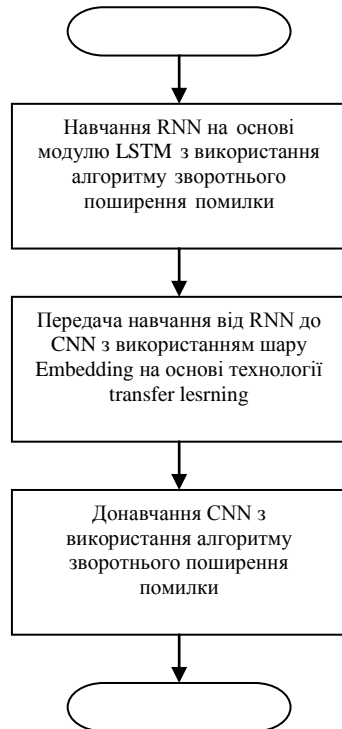 Навчання RNN на основі
модулю LSTM з використання
алгоритму зворотнього
поширення помилки
Передача навчання від RNN до
CNN з використанням шару
Embedding на основі технології
transfer lesrning
Донавчання CNN з
використання алгоритму
зворотнього поширення
помилки